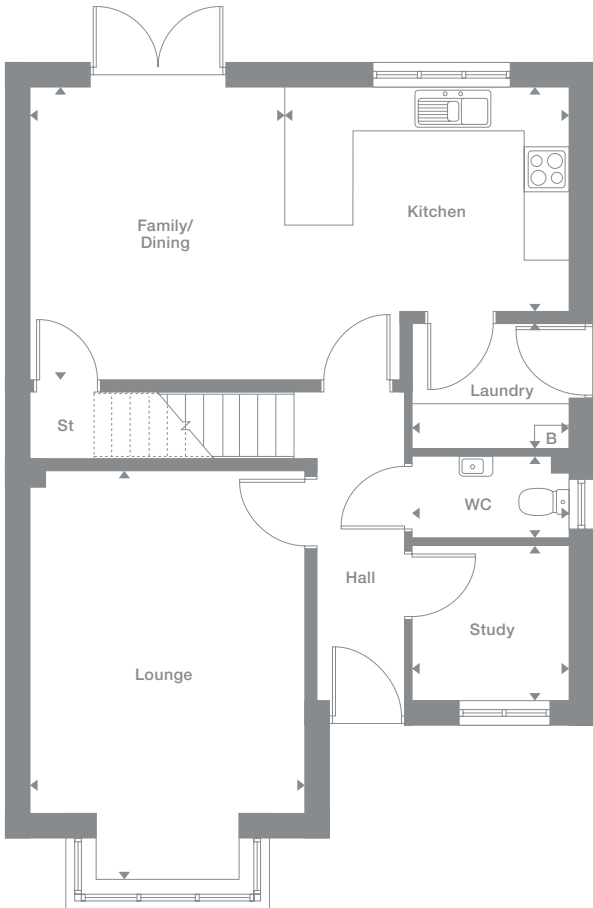 Family/
Dining
Kitchen
Laundry
St
B
WC
Hall
Study
Lounge